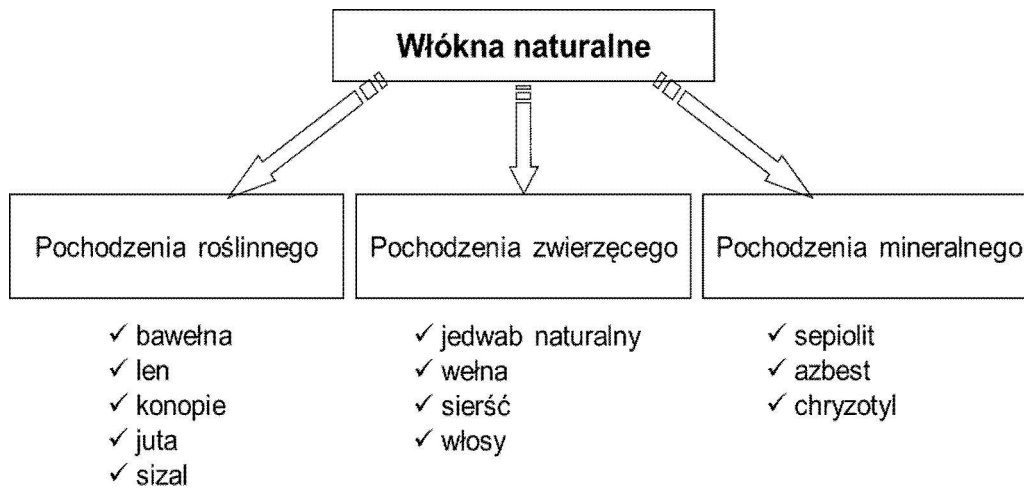 Włókna naturalne
Pochodzenia roślinnego
Pochodzenia zwierzęcego
Pochodzenia mineralnego
✓ bawełna
✓ len
✓ konopie
✓ juta
✓ sizal
✓ jedwab naturalny
✓ wełna
✓ sierść
✓ włosy
✓ sepiolit
✓ azbest
✓ chryzotyl